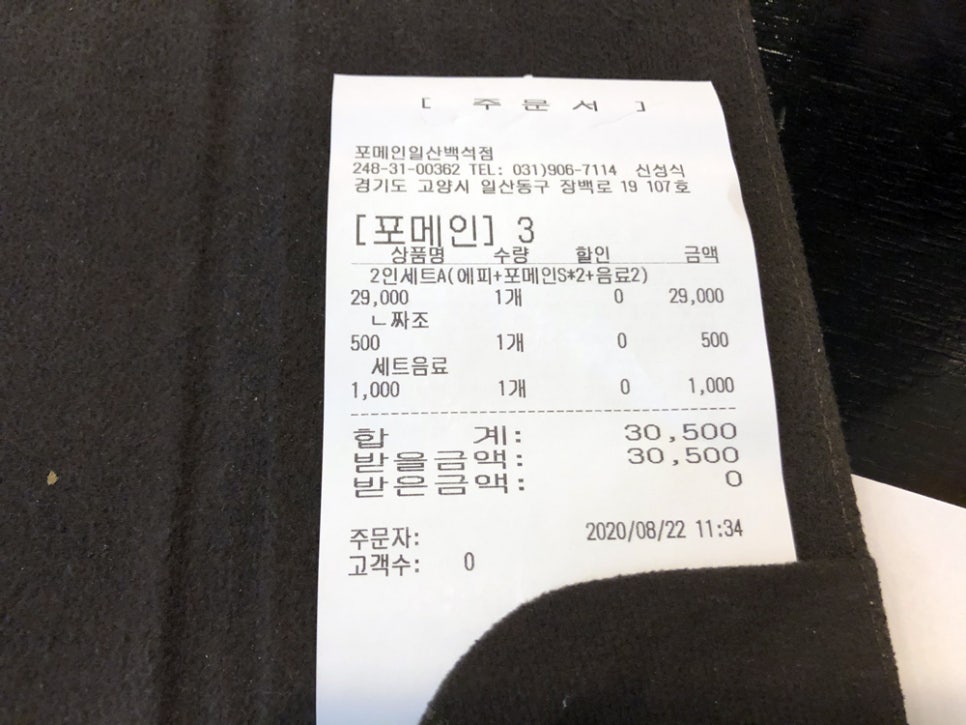 [ 주 문 서 ]
포메인일산백석점
248-31-00362 TEL: 031)906-7114 신성식
경기도 고양시 일산동구 장백로 19 107호
[포메인] 3
상품명 수량 할인 금액
2인세트A(에피+포메인S*2+음료2)
29,000 1개 0 29,000
ㄴ짜조
500 1개 0 500
세트음료
1,000 1개 0 1,000
합 계: 30,500
받을금액: 30,500
받은금액: 0
주문자: 2020/08/22 11:34
고객수: 0